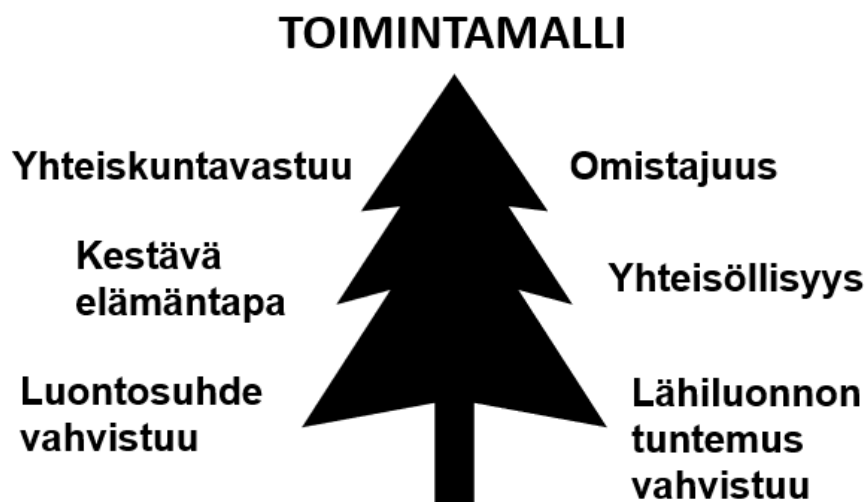 TOIMINTAMALLI
Yhteiskuntavastuu
Omistajuus
Kestävä
elämäntapa
Yhteisöllisyys
Luontosuhde
vahvistuu
Lähiluonnon
tuntemus
vahvistuu